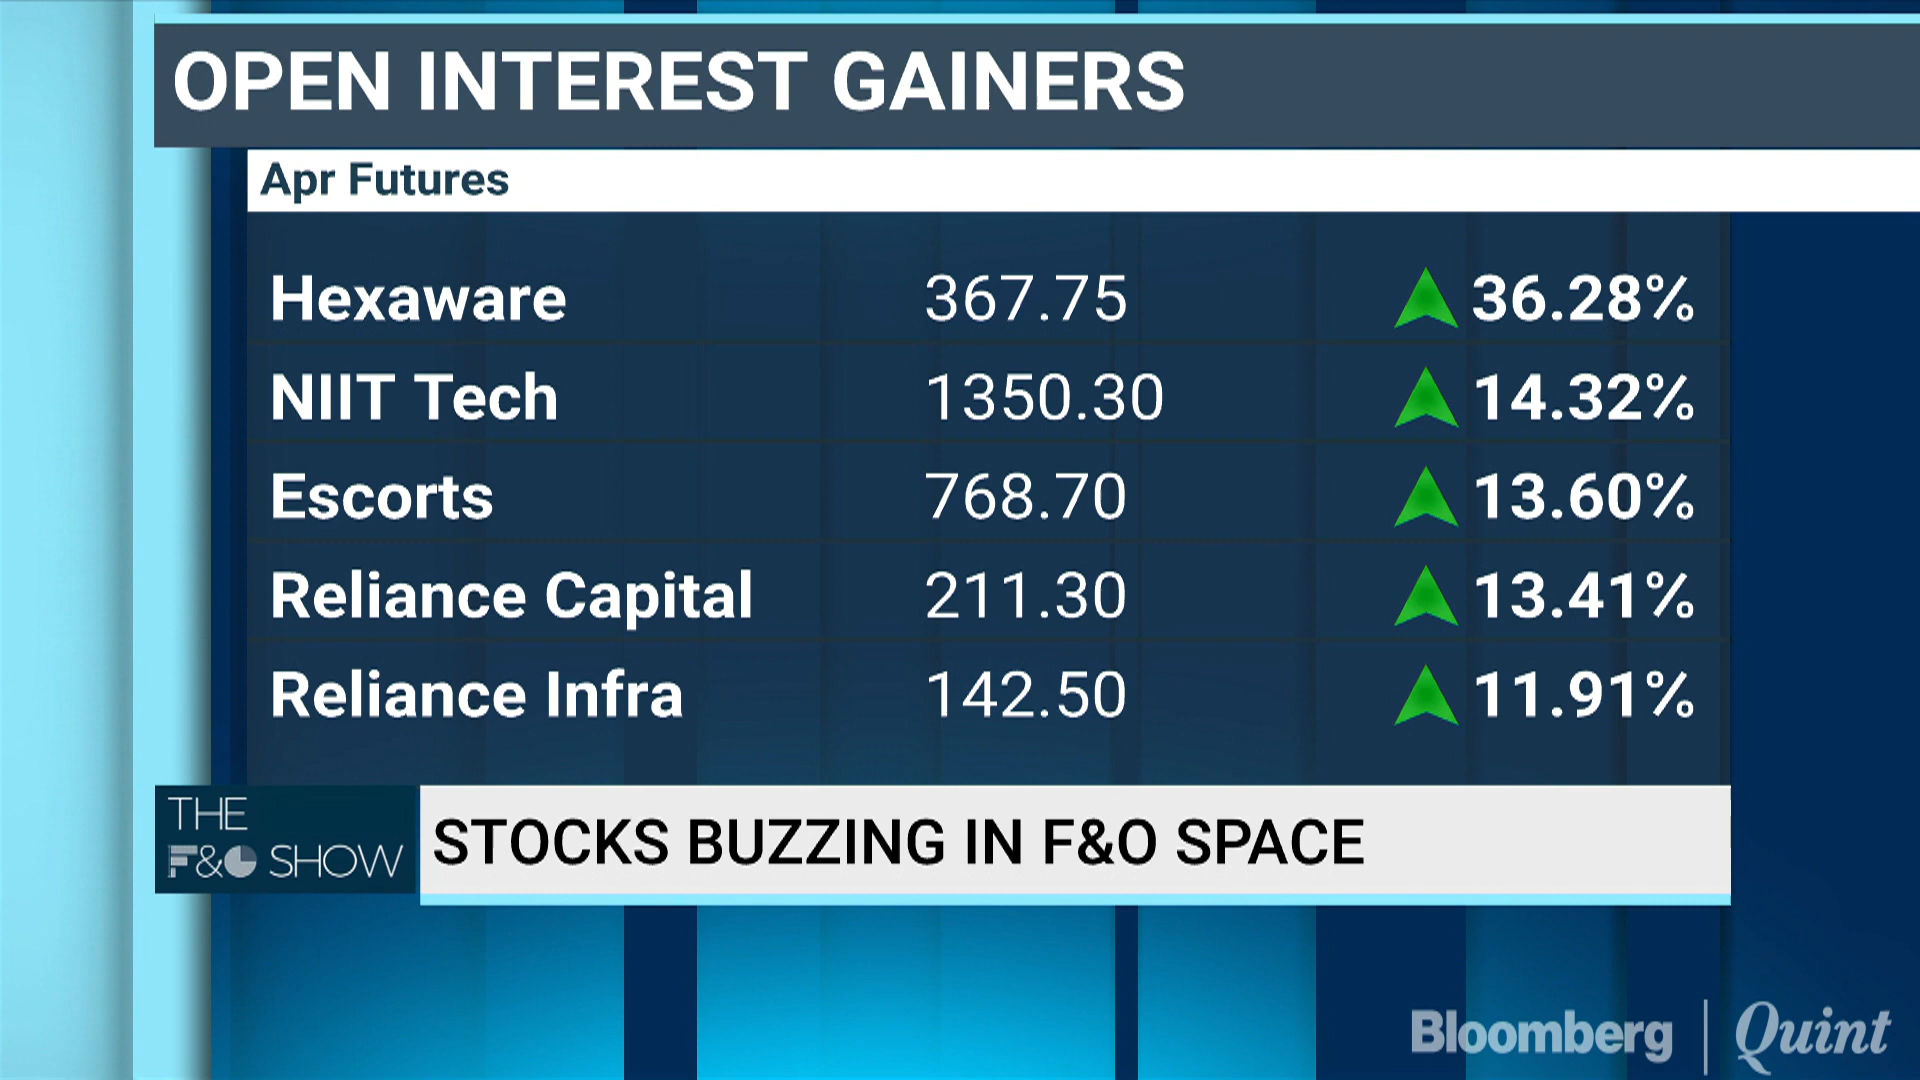 OPEN INTEREST GAINERS
Apr Futures
Hexaware 367.75 36.28%
NIIT Tech 1350.30 14.32%
Escorts 768.70 13.60%
Reliance Capital 211.30 13.41%
Reliance Infra 142.50 11.91%
THE
F&O SHOW
STOCKS BUZZING IN F&O SPACE
Bloomberg | Quint